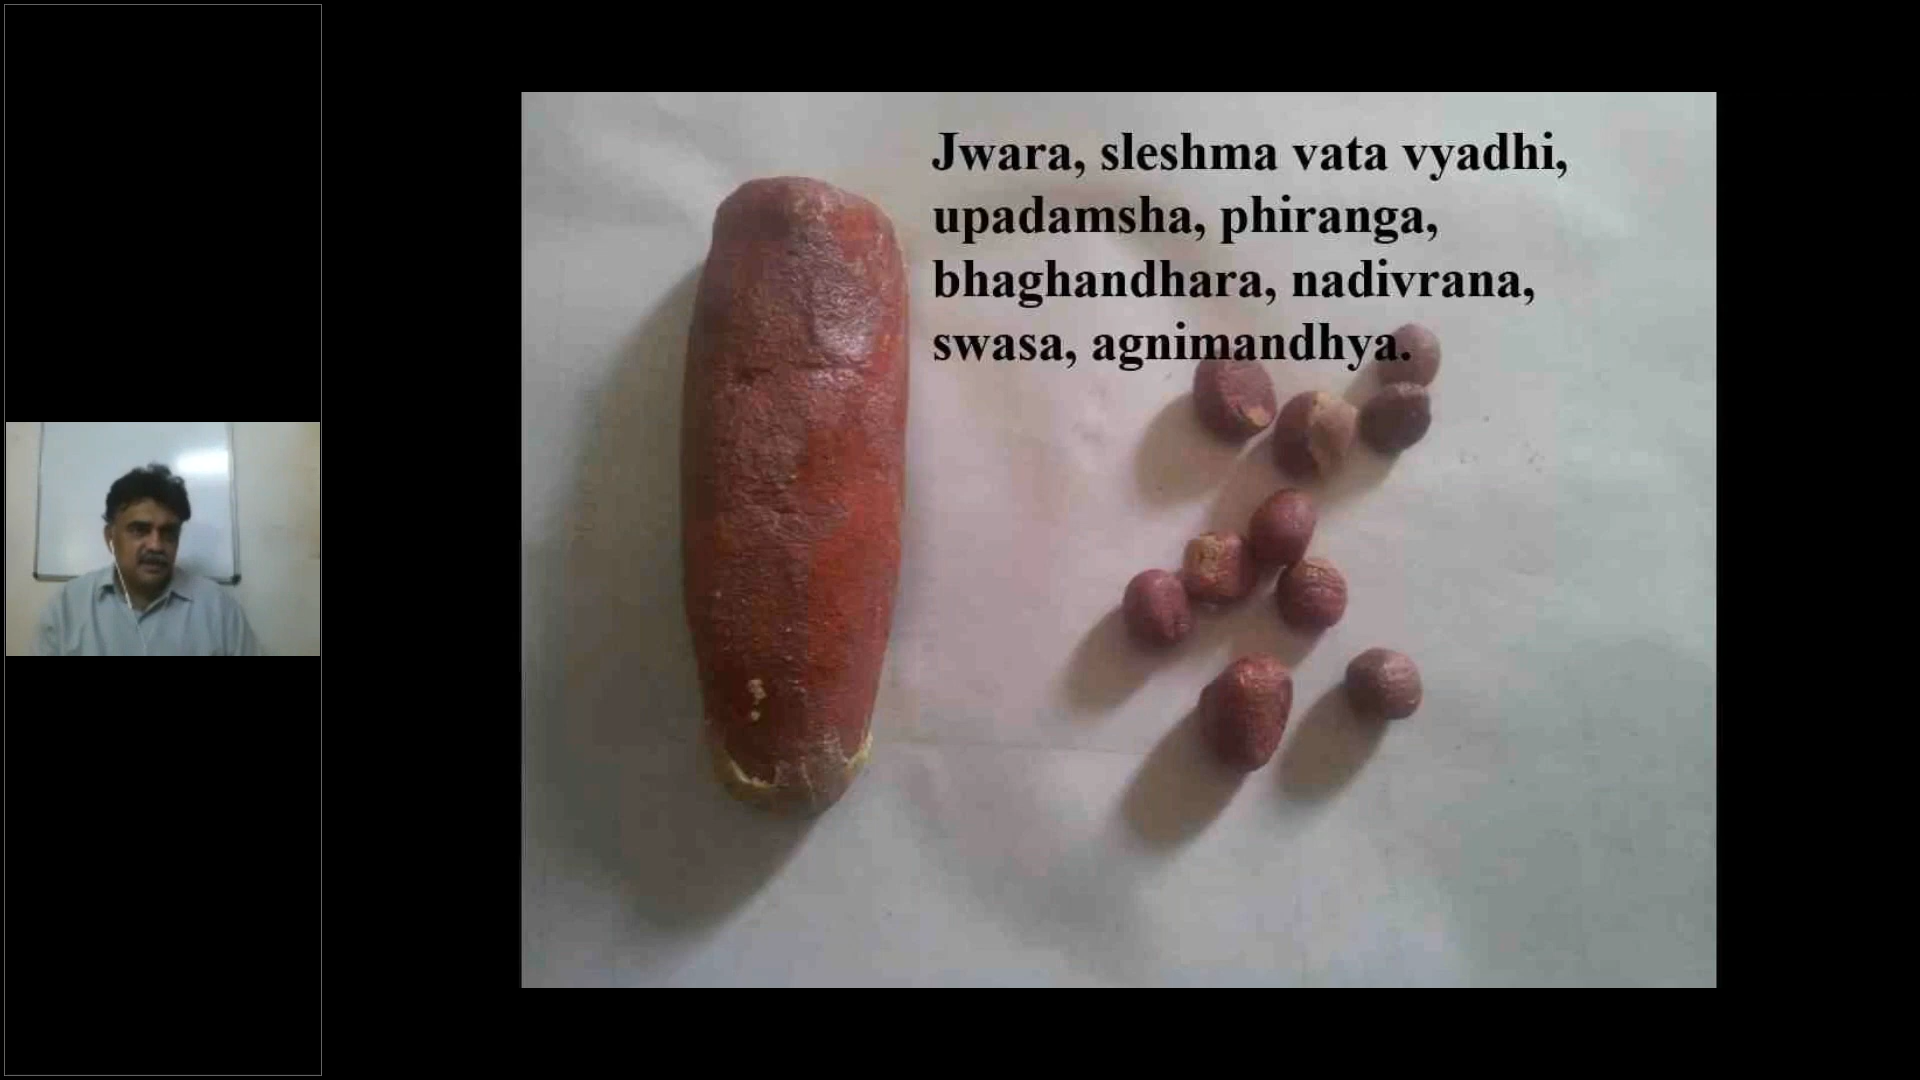 Jwara, sleshma vata vyadhi,
upadamsha, phiranga,
bhaghandhara, nadivrana,
swasa, agnimandhya.